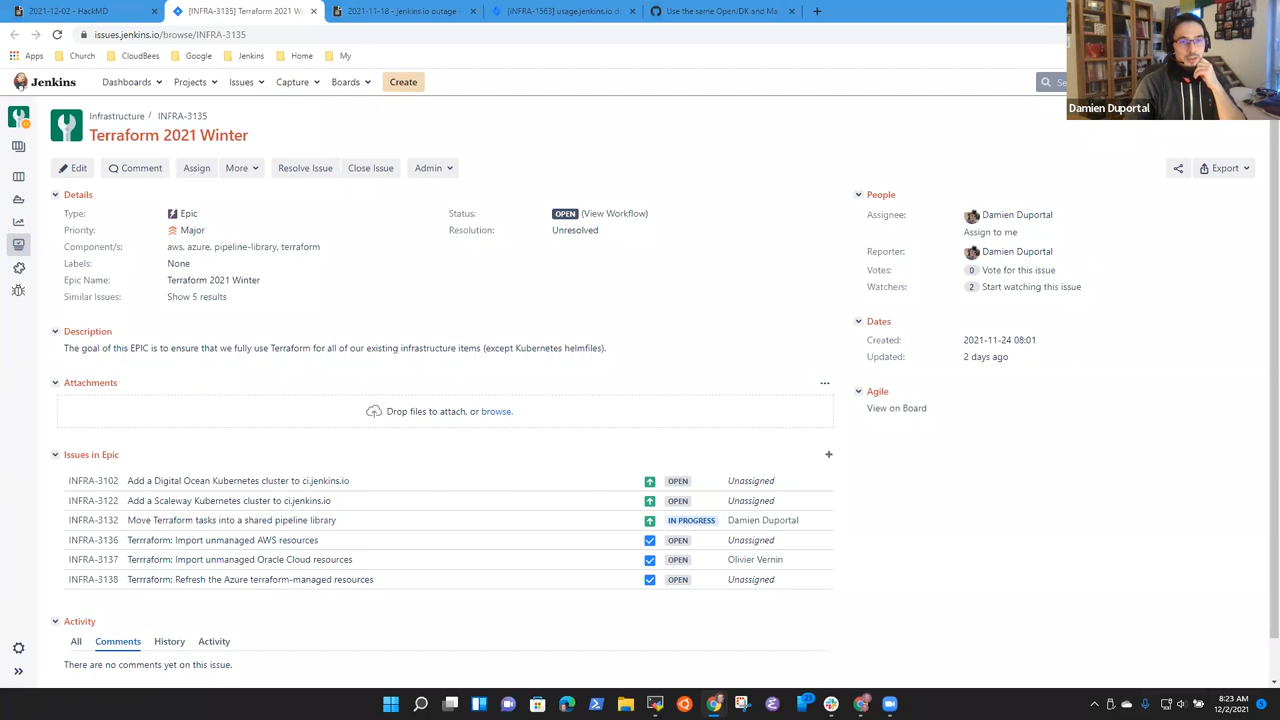 2021-12-02 - HackMD
[INFRA-3135] Terraform 2021 Wi
2021-11-18 - Jenkins.io outage -
[INFRA-1563] usage.jenkins.io d
Use the same OpenJDK and Ma
issues.jenkins.io/browse/INFRA-3135
Apps Church CloudBees Google Jenkins Home My
Jenkins Dashboards Projects Issues Capture Boards Create Se
Damien Duportal
Infrastructure / INFRA-3135
Terraform 2021 Winter
Edit Comment Assign More Resolve Issue Close Issue Admin Export
Details
Type: Epic
Priority: Major
Component/s: aws, azure, pipeline-library, terraform
Labels: None
Epic Name: Terraform 2021 Winter
Similar Issues: Show 5 results
Status: OPEN (View Workflow)
Resolution: Unresolved
People
Assignee: Damien Duportal
Assign to me
Reporter: Damien Duportal
Votes: 0 Vote for this issue
Watchers: 2 Start watching this issue
Description
The goal of this EPIC is to ensure that we fully use Terraform for all of our existing infrastructure items (except Kubernetes helmfiles).
Dates
Created: 2021-11-24 08:01
Updated: 2 days ago
Attachments
Drop files to attach, or browse.
Agile
View on Board
Issues in Epic
INFRA-3102 Add a Digital Ocean Kubernetes cluster to ci.jenkins.io OPEN Unassigned
INFRA-3122 Add a Scaleway Kubernetes cluster to ci.jenkins.io OPEN Unassigned
INFRA-3132 Move Terraform tasks into a shared pipeline library IN PROGRESS Damien Duportal
INFRA-3136 Terrraform: Import unmanaged AWS resources OPEN Unassigned
INFRA-3137 Terrraform: Import unmanaged Oracle Cloud resources OPEN Olivier Vernin
INFRA-3138 Terrraform: Refresh the Azure terraform-managed resources OPEN Unassigned
Activity
All Comments History Activity
There are no comments yet on this issue.
8:23 AM
12/2/2021